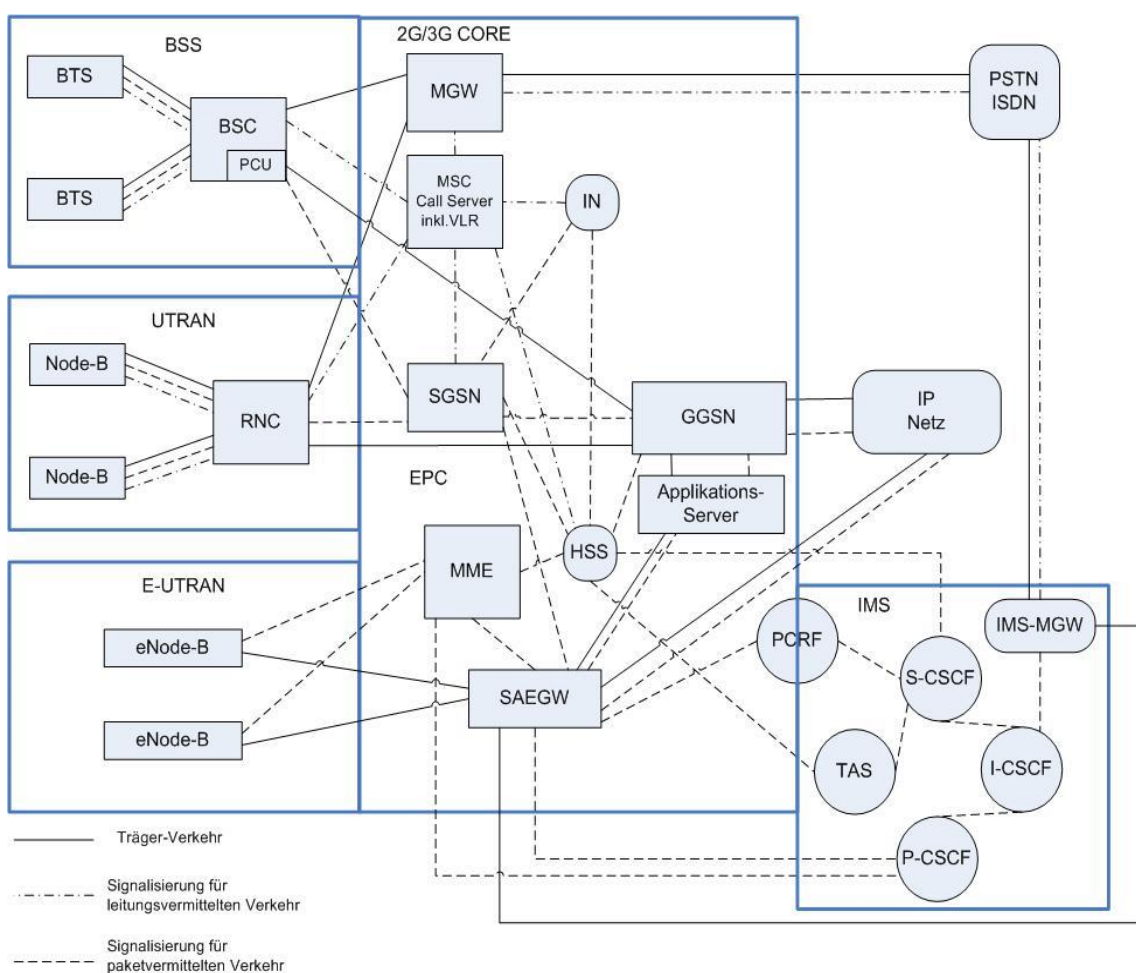 BSS
BTS
BSC
PCU
BTS
2G/3G CORE
MGW
PSTN
ISDN
MSC
Call Server
inkl.VLR
IN
UTRAN
Node-B
RNC
Node-B
SGSN
GGSN
IP
Netz
EPC
Applikations-
Server
HSS
MME
E-UTRAN
eNode-B
eNode-B
SAEGW
IMS
PCRF
IMS-MGW
S-CSCF
TAS
I-CSCF
P-CSCF
Träger-Verkehr
Signalisierung für
leitungsvermittelten Verkehr
Signalisierung für
paketvermittelten Verkehr